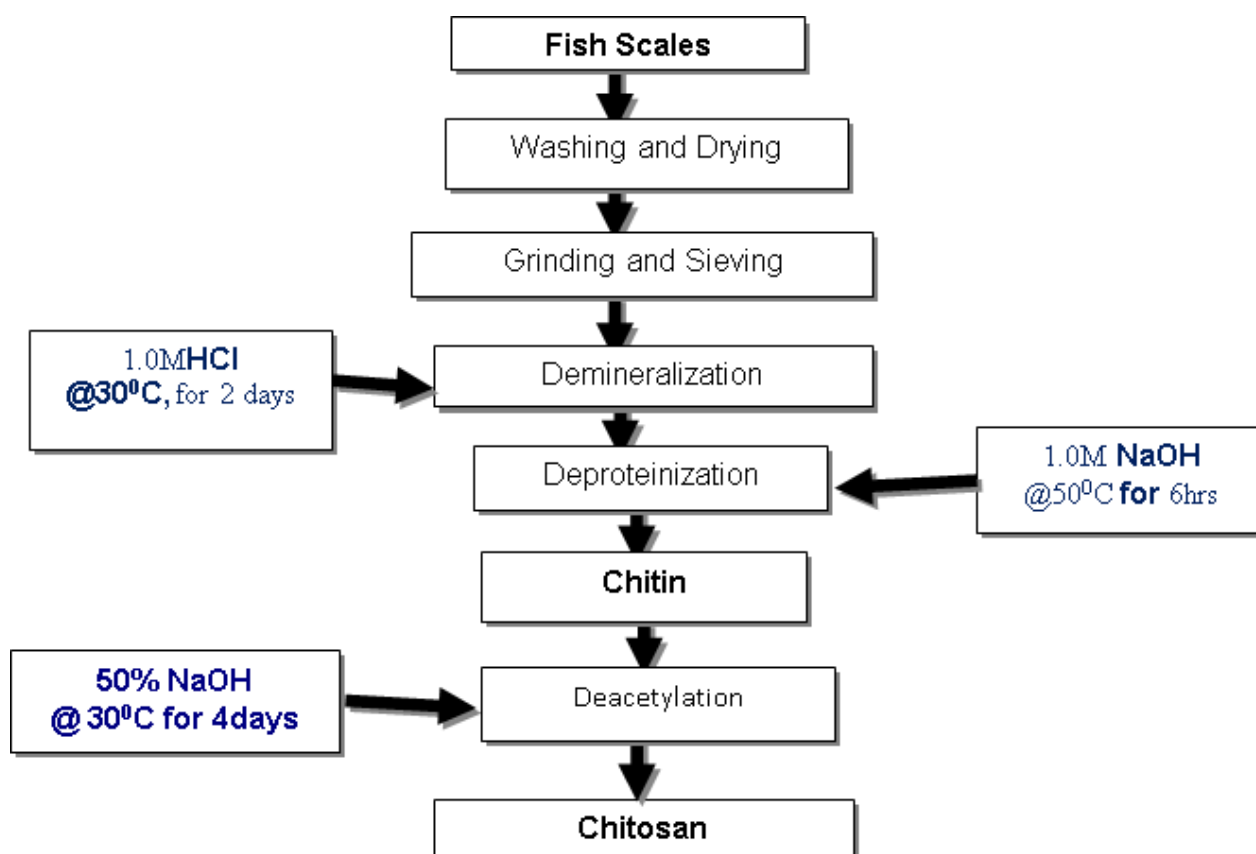 Fish Scales
Washing and Drying
Grinding and Sieving
1.0MHCl
@30⁰C, for 2 days
Demineralization
Deproteinization
1.0M NaOH
@50⁰C for 6hrs
Chitin
50% NaOH
@ 30⁰C for 4days
Deacetylation
Chitosan